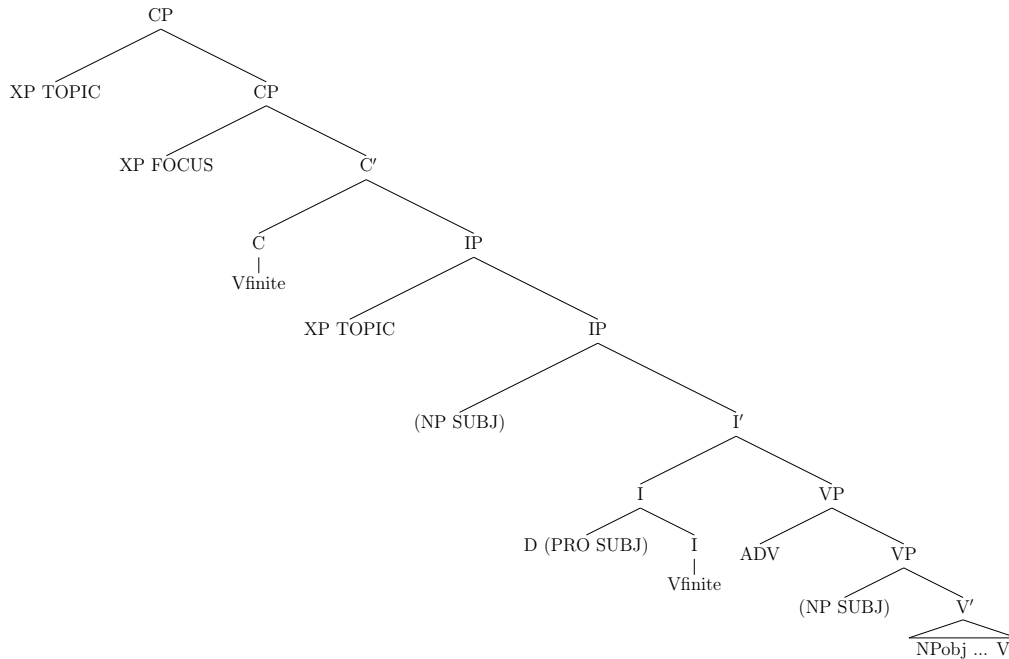 CP
XP TOPIC CP
XP FOCUS C′
C IP
Vfinite
XP TOPIC IP
(NP SUBJ) I′
I VP
D (PRO SUBJ) I ADV VP
Vfinite
(NP SUBJ) V′
NPobj ... V